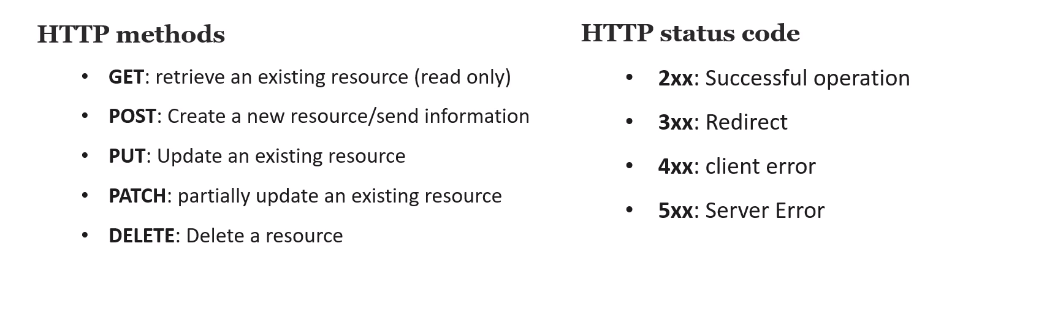 HTTP methods
• GET: retrieve an existing resource (read only)
• POST: Create a new resource/send information
• PUT: Update an existing resource
• PATCH: partially update an existing resource
• DELETE: Delete a resource
HTTP status code
• 2xx: Successful operation
• 3xx: Redirect
• 4xx: client error
• 5xx: Server Error